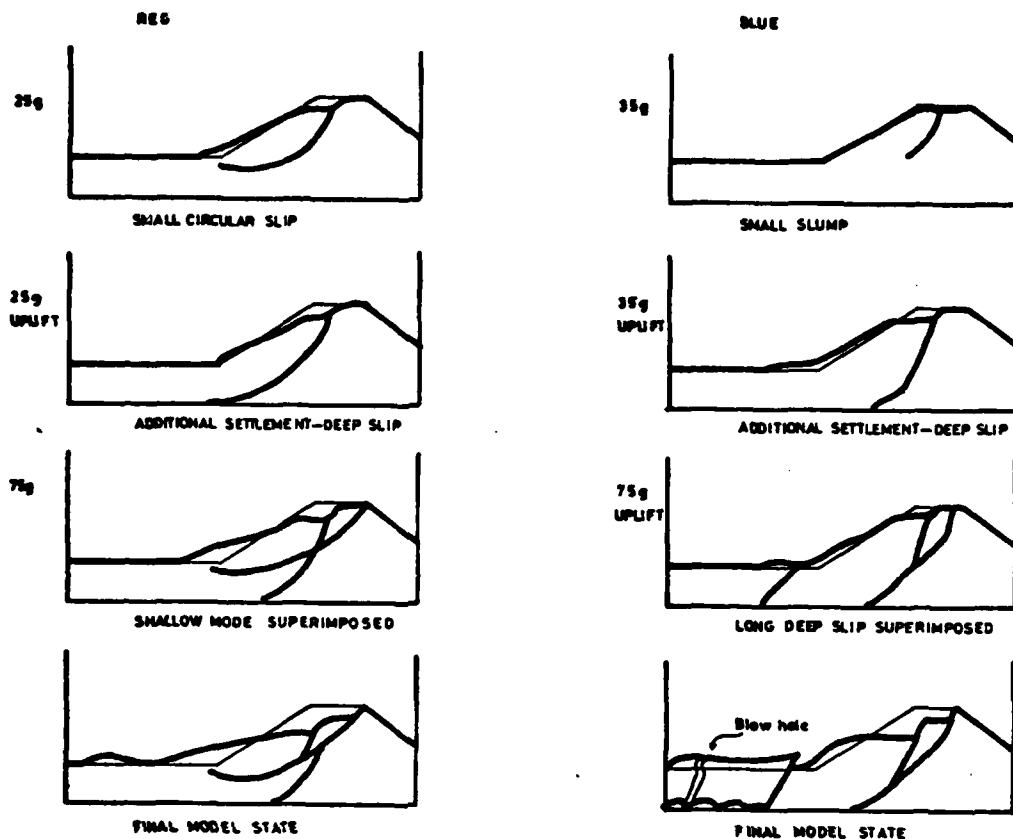 RED
BLUE
25g
35g
SMALL CIRCULAR SLIP
SMALL SLUMP
25g
UPLIFT
35g
UPLIFT
ADDITIONAL SETTLEMENT-DEEP SLIP
ADDITIONAL SETTLEMENT-DEEP SLIP
75g
75g
UPLIFT
SHALLOW MODE SUPERIMPOSED
LONG DEEP SLIP SUPERIMPOSED
Blow hole
FINAL MODEL STATE
FINAL MODEL STATE